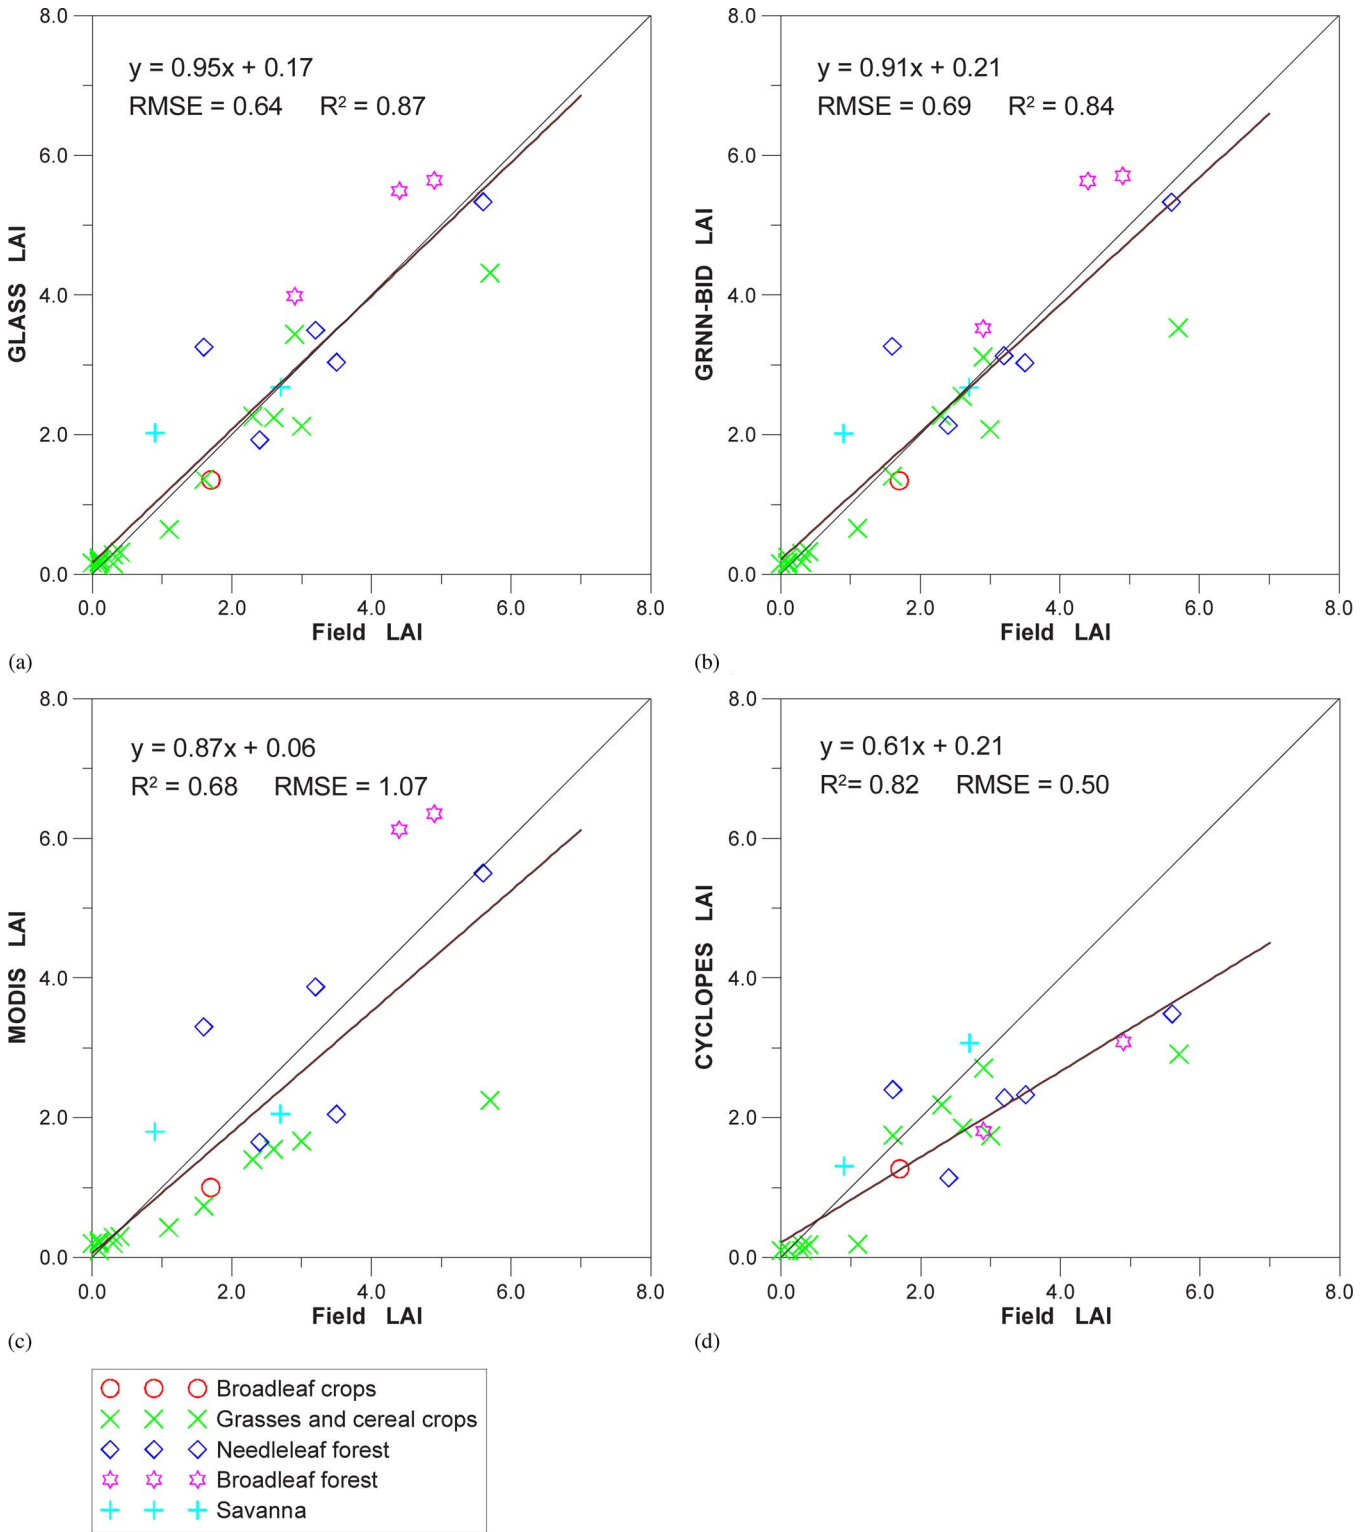 y = 0.95x + 0.17
RMSE = 0.64 R² = 0.87
8.0
6.0
4.0
2.0
0.0
GLASS LAI
0.0 2.0 4.0 6.0 8.0
Field LAI
(a)
y = 0.91x + 0.21
RMSE = 0.69 R² = 0.84
8.0
6.0
4.0
2.0
0.0
GRNN-BID LAI
0.0 2.0 4.0 6.0 8.0
Field LAI
(b)
y = 0.87x + 0.06
R² = 0.68 RMSE = 1.07
8.0
6.0
4.0
2.0
0.0
MODIS LAI
0.0 2.0 4.0 6.0 8.0
Field LAI
(c)
y = 0.61x + 0.21
R²= 0.82 RMSE = 0.50
8.0
6.0
4.0
2.0
0.0
CYCLOPES LAI
0.0 2.0 4.0 6.0 8.0
Field LAI
(d)
Broadleaf crops
Grasses and cereal crops
Needleleaf forest
Broadleaf forest
Savanna